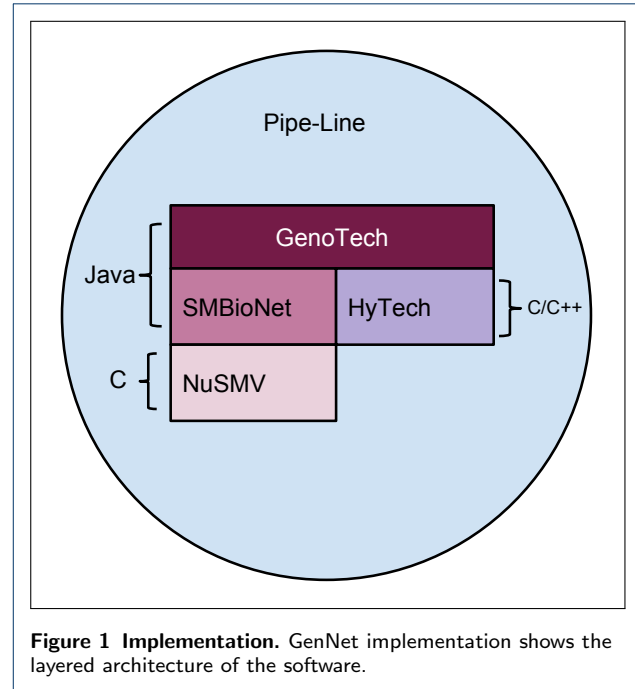 Pipe-Line
GenoTech
Java
SMBioNet
HyTech
C/C++
C
NuSMV
Figure 1 Implementation. GenNet implementation shows the
layered architecture of the software.